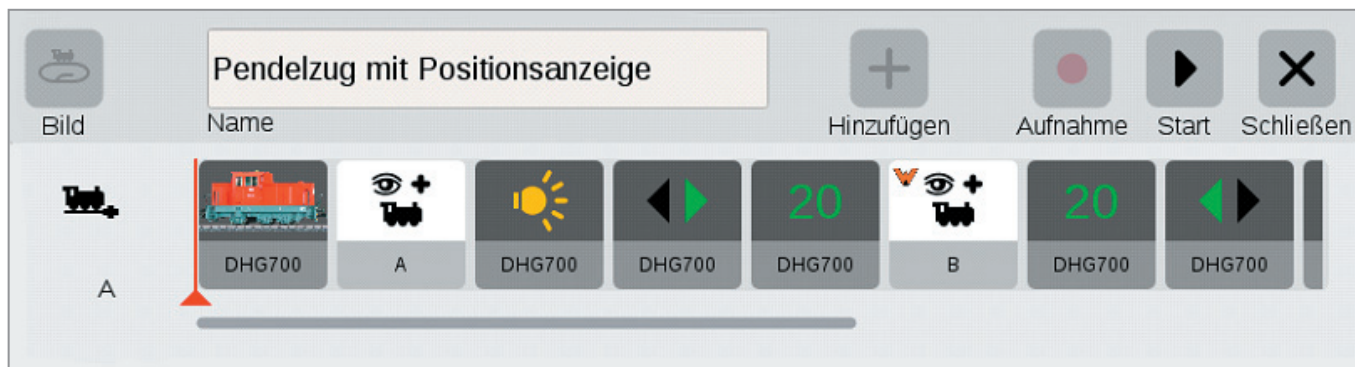 Pendelzug mit Positionsanzeige
Bild
Name
Hinzufügen
Aufnahme
Start
Schließen
20
20
DHG700
A
DHG700
DHG700
DHG700
B
DHG700
DHG700
A